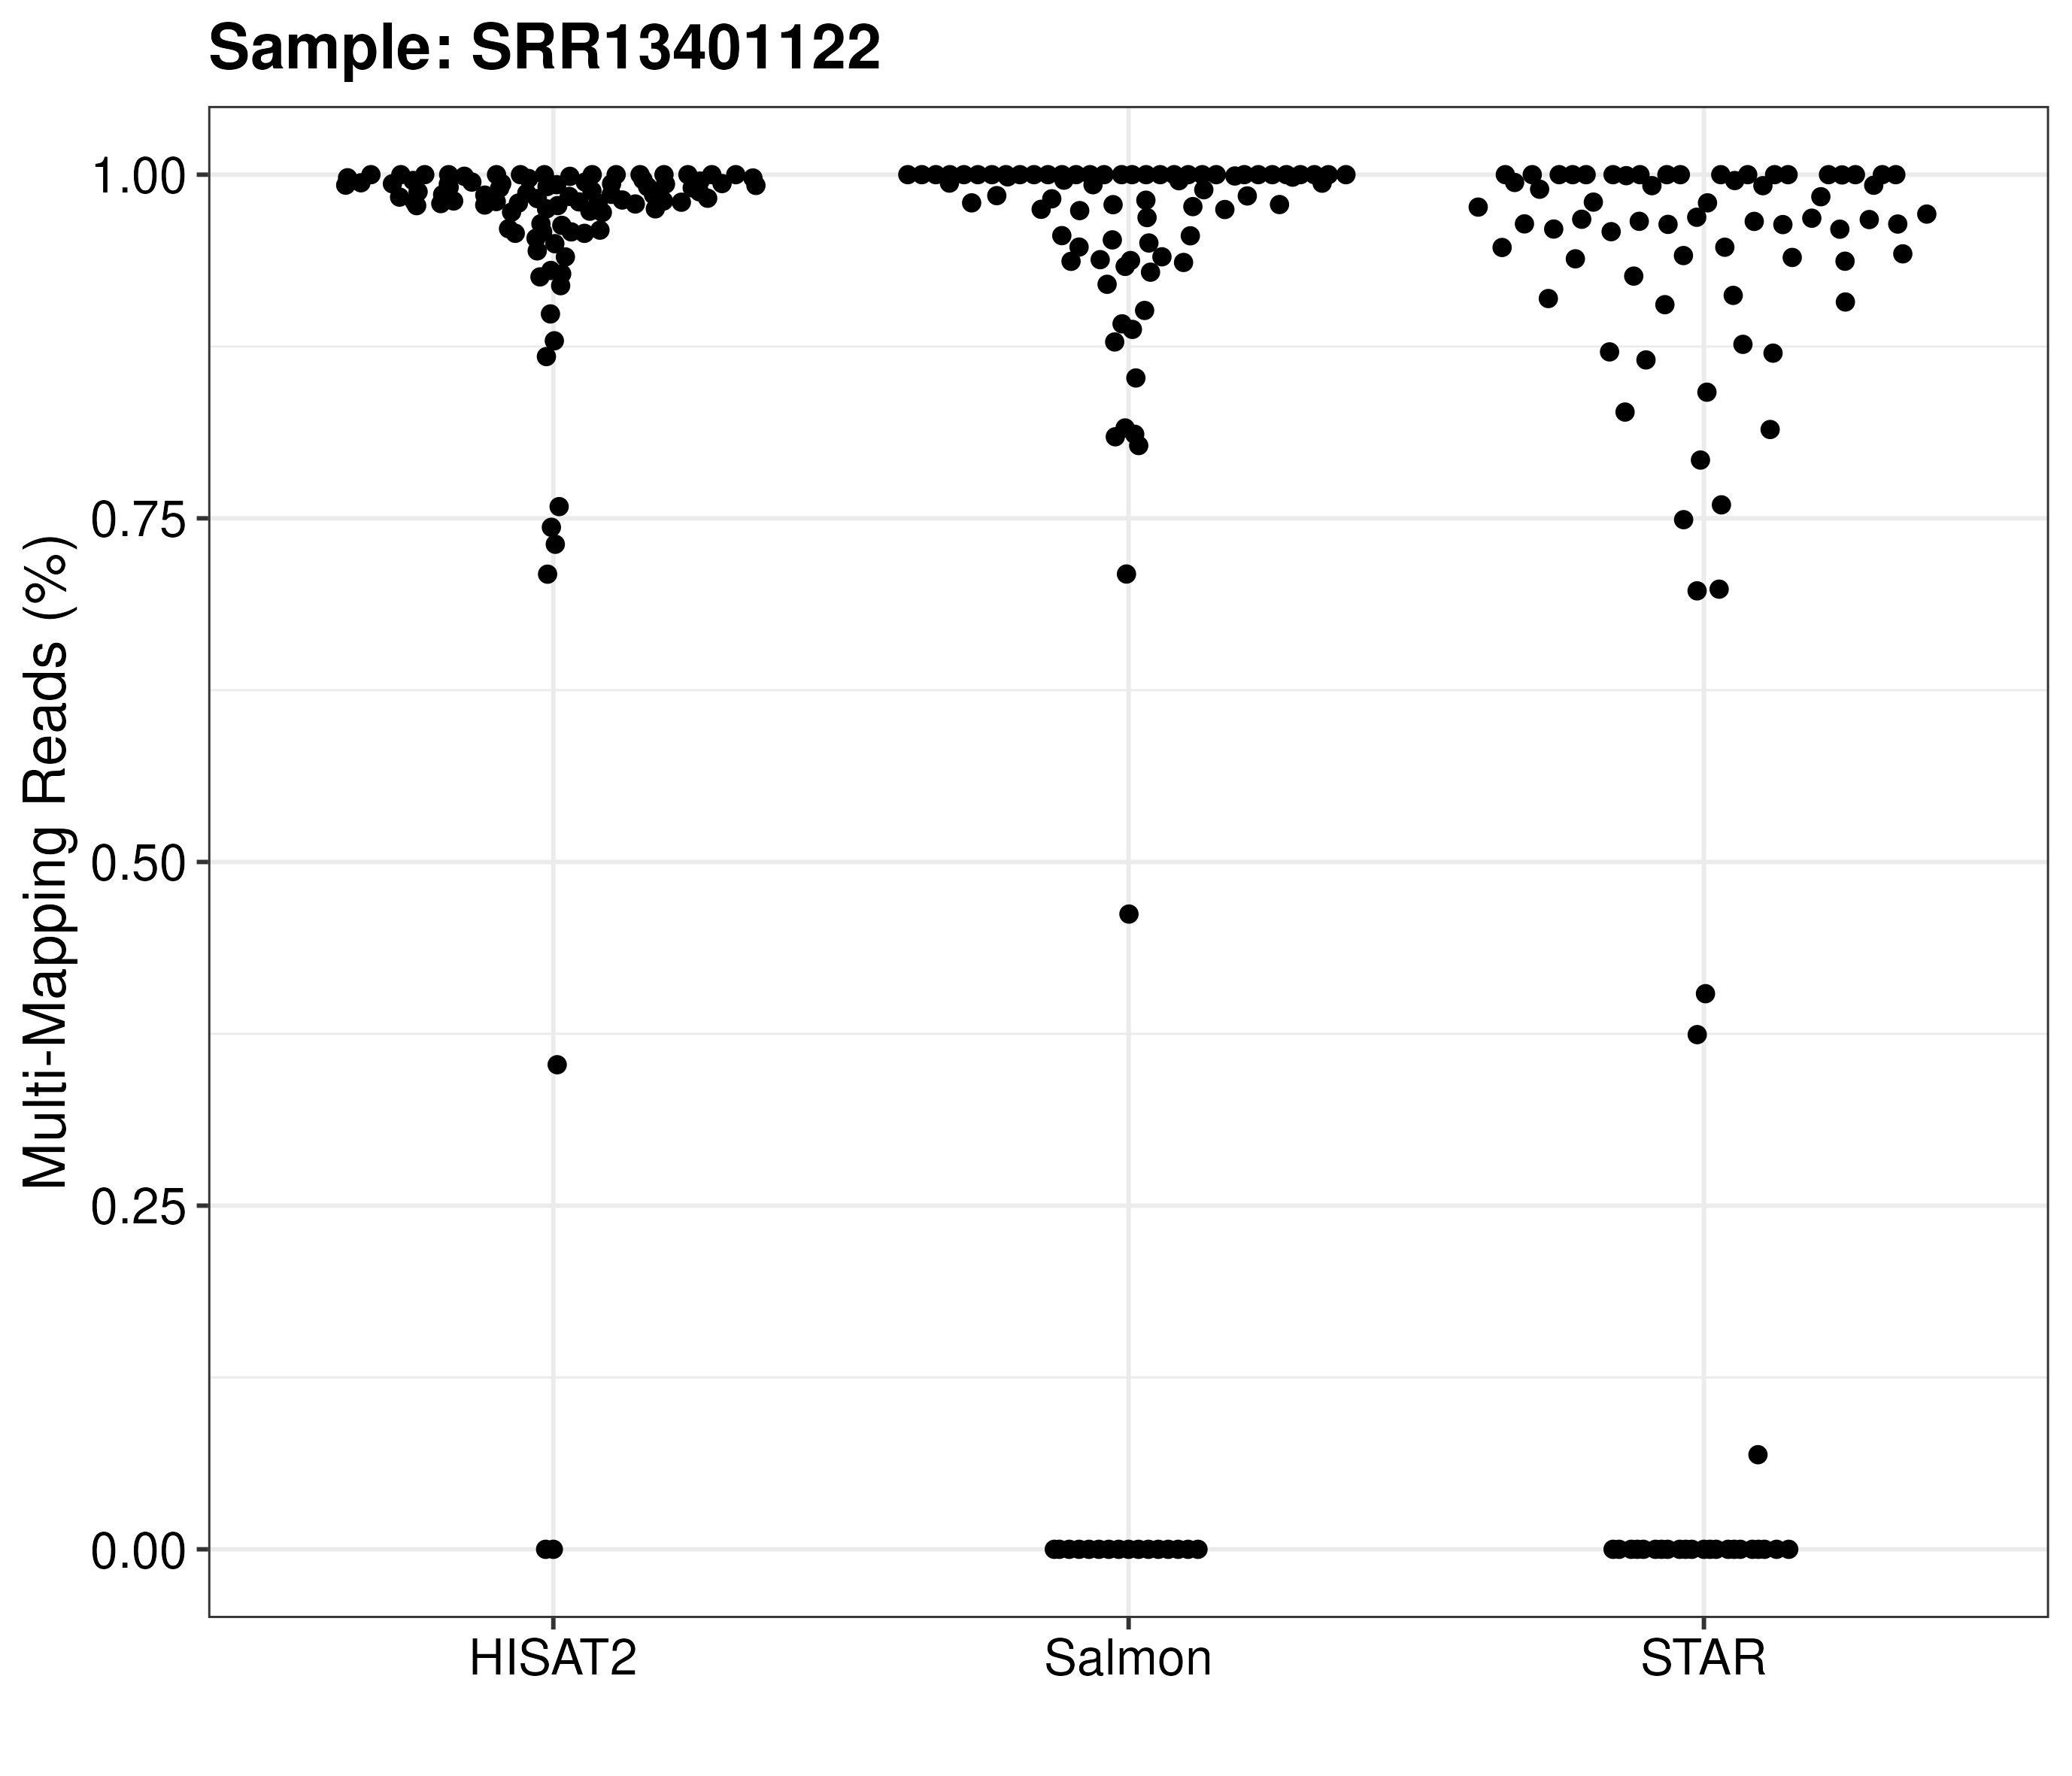 Sample: SRR13401122
Multi-Mapping Reads (%)
1.00
0.75
0.50
0.25
0.00
HISAT2
Salmon
STAR